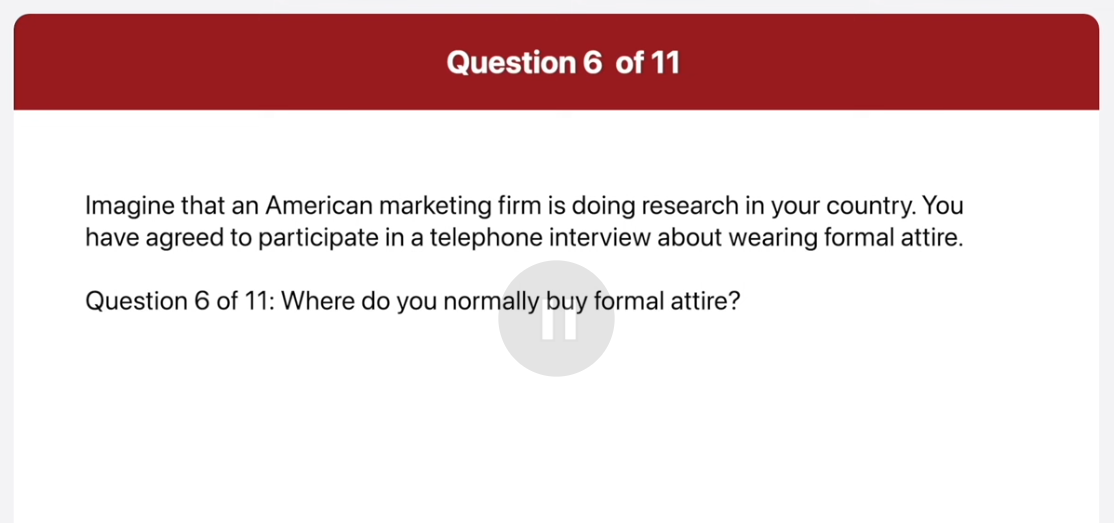 Question 6 of 11
Imagine that an American marketing firm is doing research in your country. You
have agreed to participate in a telephone interview about wearing formal attire.
Question 6 of 11: Where do you normally buy formal attire?